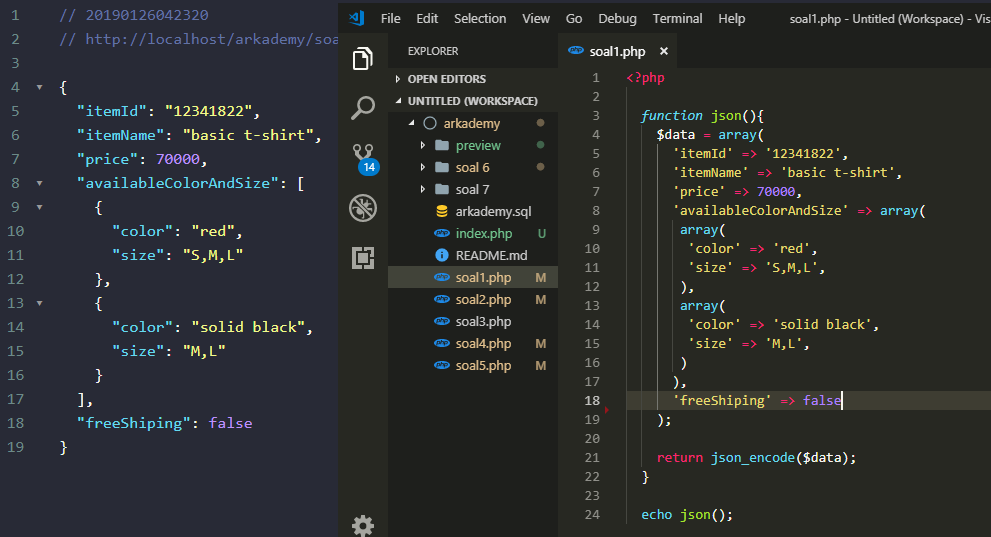 1 // 20190126042320
2 // http://localhost/arkademy/soa
3
4 {
5 "itemId": "12341822",
6 "itemName": "basic t-shirt",
7 "price": 70000,
8 "availableColorAndSize": [
9 {
10 "color": "red",
11 "size": "S,M,L"
12 },
13 {
14 "color": "solid black",
15 "size": "M,L"
16 }
17 ],
18 "freeShiping": false
19 }
File Edit Selection View Go Debug Terminal Help soal1.php - Untitled (Workspace) - Vis
EXPLORER
OPEN EDITORS
UNTITLED (WORKSPACE)
arkademy
preview
soal 6
soal 7
arkademy.sql
php index.php U
README.md
php soal1.php M
php soal2.php M
php soal3.php
php soal4.php M
php soal5.php M
14
php soal1.php ×
1 <?php
2
3 function json(){
4 $data = array(
5 'itemId' => '12341822',
6 'itemName' => 'basic t-shirt',
7 'price' => 70000,
8 'availableColorAndSize' => array(
9 array(
10 'color' => 'red',
11 'size' => 'S,M,L',
12 ),
13 array(
14 'color' => 'solid black',
15 'size' => 'M,L',
16 )
17 ),
18 'freeShiping' => false
19 );
20
21 return json_encode($data);
22 }
23
24 echo json();